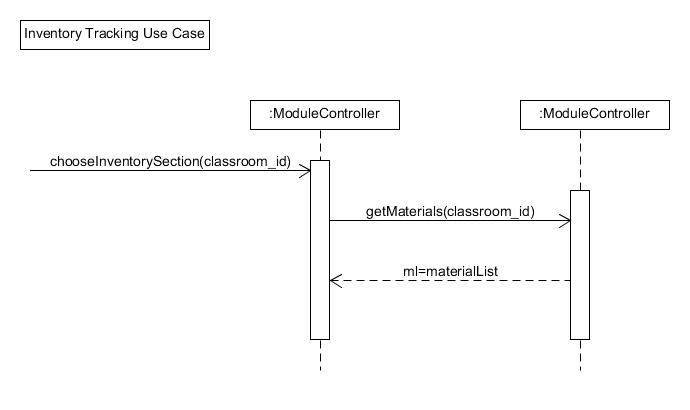 Inventory Tracking Use Case
:ModuleController
:ModuleController
chooseInventorySection(classroom_id)
getMaterials(classroom_id)
ml=materialList